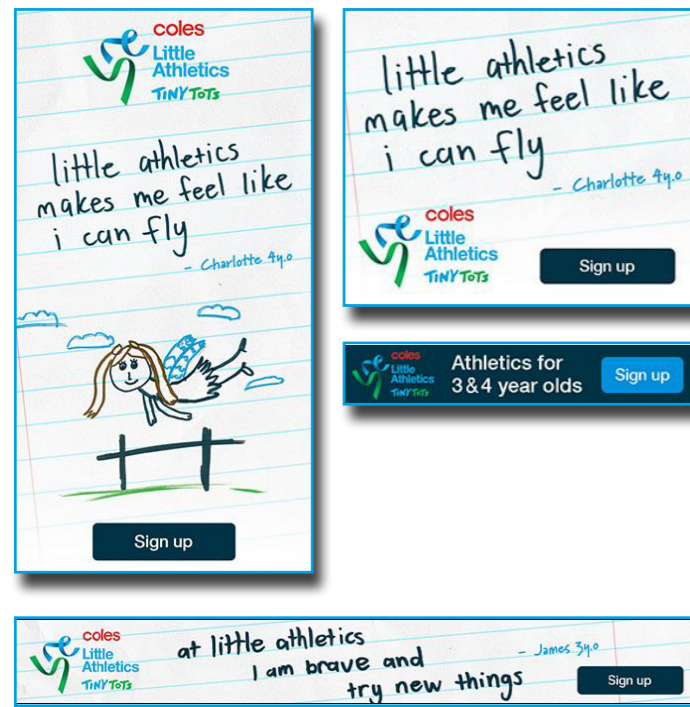 coles
Little
Athletics
TiNY TOTS
little athletics
makes me feel like
i can fly
- Charlotte 4y.o
Sign up
little athletics
makes me feel like
i can fly
- Charlotte 4y.o
coles
Little
Athletics
TiNY TOTS
Sign up
coles
Little
Athletics
TiNY TOTS
Athletics for
3 & 4 year olds
Sign up
coles
Little
Athletics
TiNY TOTS
at little athletics
I am brave and
try new things
- James 3y.o
Sign up